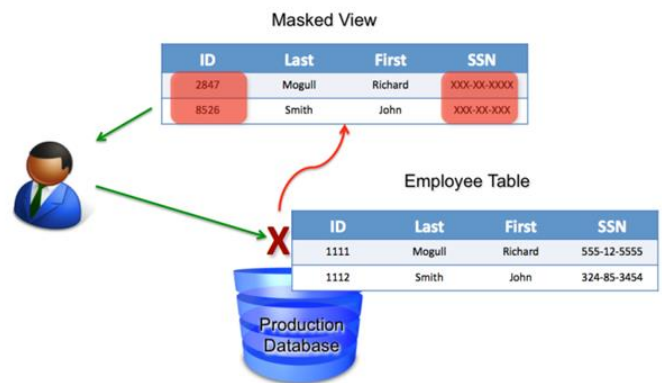 Masked View
ID Last First SSN
2847 Mogull Richard XXX-XX-XXXX
8526 Smith John XXX-XX-XXX
Employee Table
X
ID Last First SSN
1111 Mogull Richard 555-12-5555
1112 Smith John 324-85-3454
Production
Database